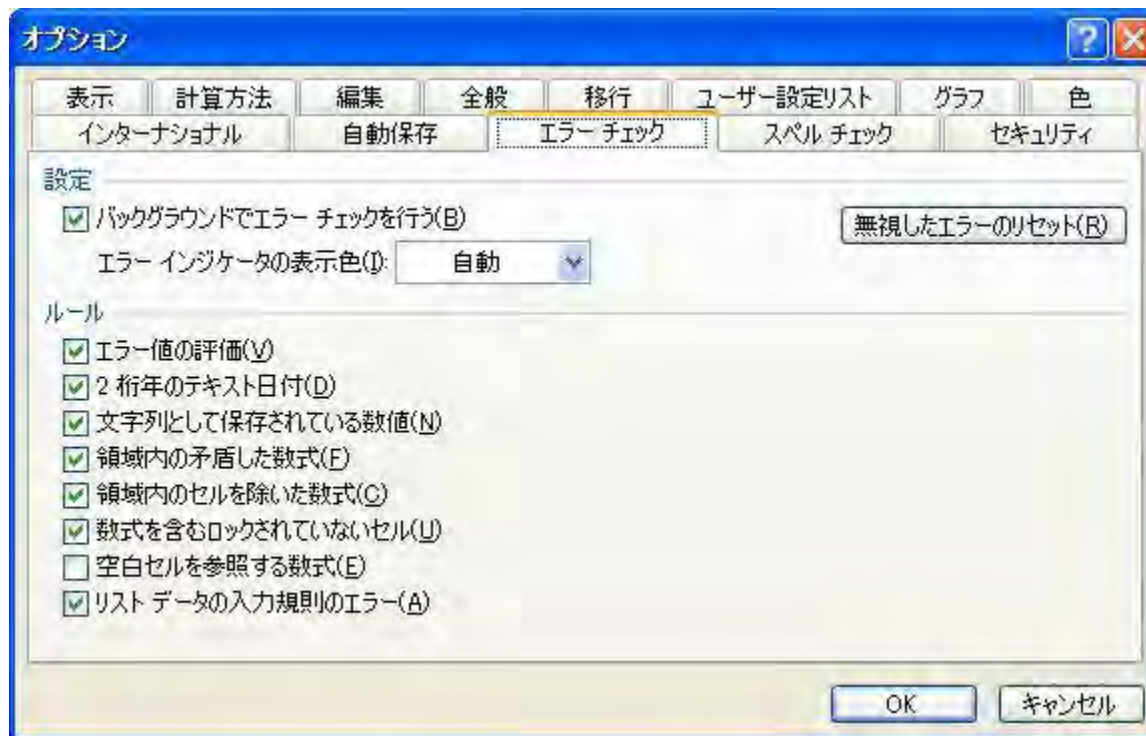 オプション
表示 計算方法 編集 全般 移行 ユーザー設定リスト グラフ 色
インターナショナル 自動保存 エラー チェック スペル チェック セキュリティ
設定
バックグラウンドでエラー チェックを行う(B) 無視したエラーのリセット(R)
エラー インジケータの表示色(I): 自動
ルール
エラー値の評価(V)
2 桁年のテキスト日付(D)
文字列として保存されている数値(N)
領域内の矛盾した数式(F)
領域内のセルを除いた数式(C)
数式を含むロックされていないセル(U)
空白セルを参照する数式(E)
リスト データの入力規則のエラー(A)
OK キャンセル